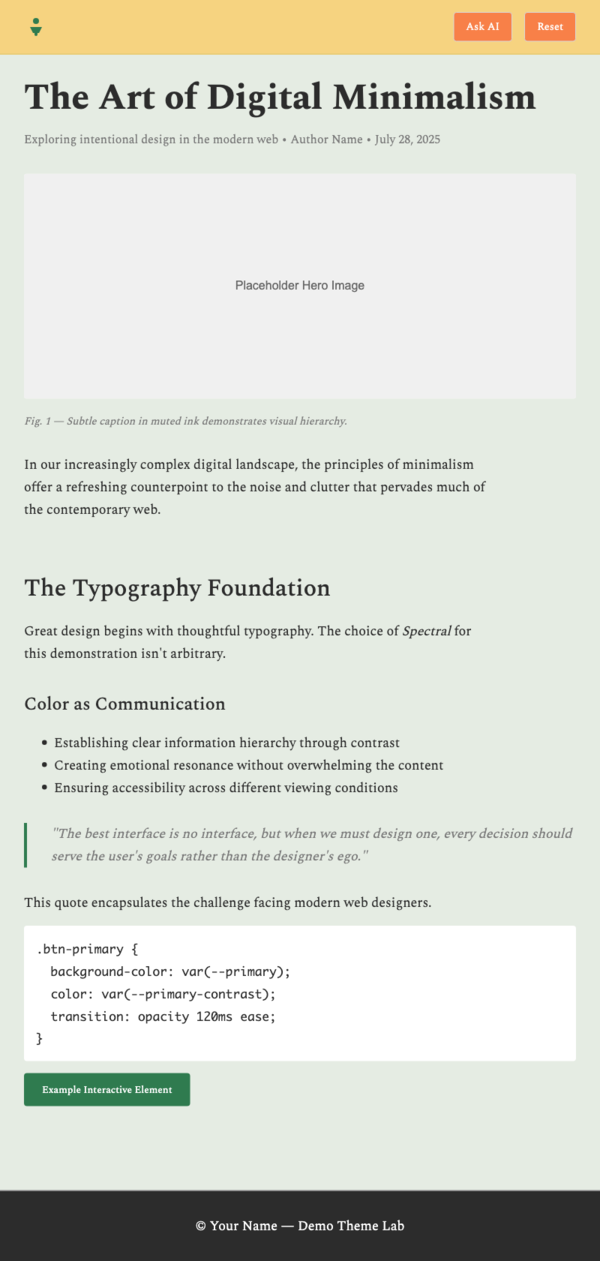 Ask AI
Reset
The Art of Digital Minimalism
Exploring intentional design in the modern web • Author Name • July 28, 2025
Placeholder Hero Image
Fig. 1 — Subtle caption in muted ink demonstrates visual hierarchy.
In our increasingly complex digital landscape, the principles of minimalism
offer a refreshing counterpoint to the noise and clutter that pervades much of
the contemporary web.
The Typography Foundation
Great design begins with thoughtful typography. The choice of Spectral for
this demonstration isn't arbitrary.
Color as Communication
• Establishing clear information hierarchy through contrast
• Creating emotional resonance without overwhelming the content
• Ensuring accessibility across different viewing conditions
"The best interface is no interface, but when we must design one, every decision should
serve the user's goals rather than the designer's ego."
This quote encapsulates the challenge facing modern web designers.
.btn-primary {
  background-color: var(--primary);
  color: var(--primary-contrast);
  transition: opacity 120ms ease;
}
Example Interactive Element
© Your Name — Demo Theme Lab